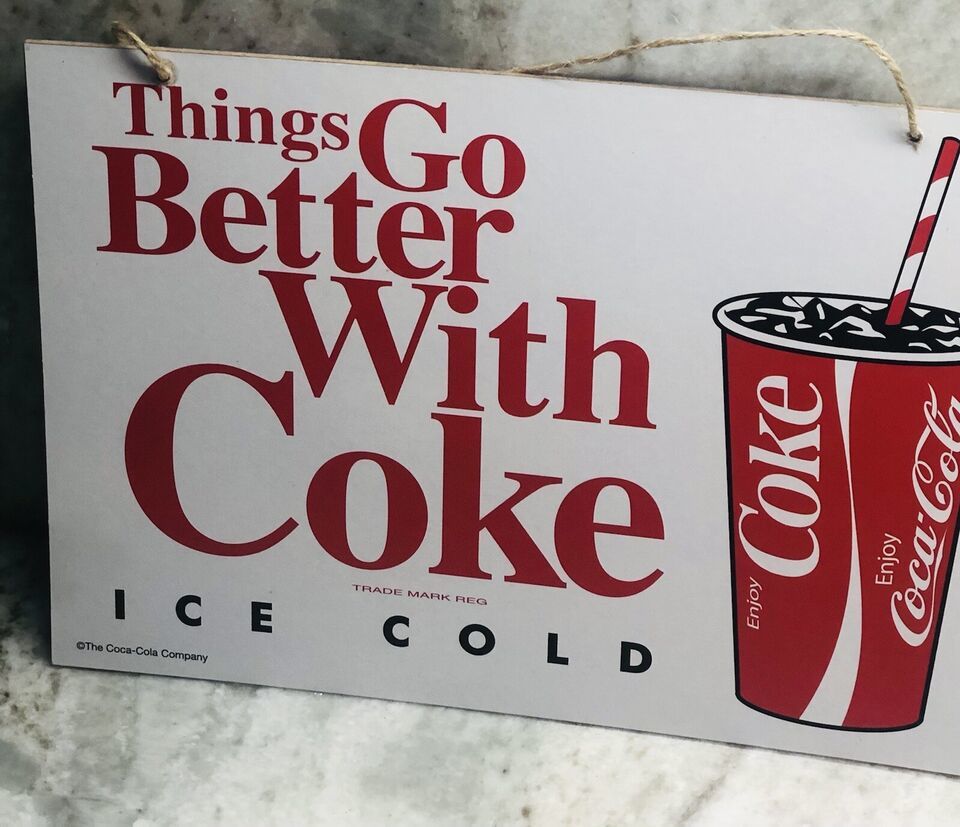 Things Go
Better
With
Coke
TRADE MARK REG
ICE COLD
©The Coca-Cola Company
Enjoy
Coke
Enjoy
Coca-Cola